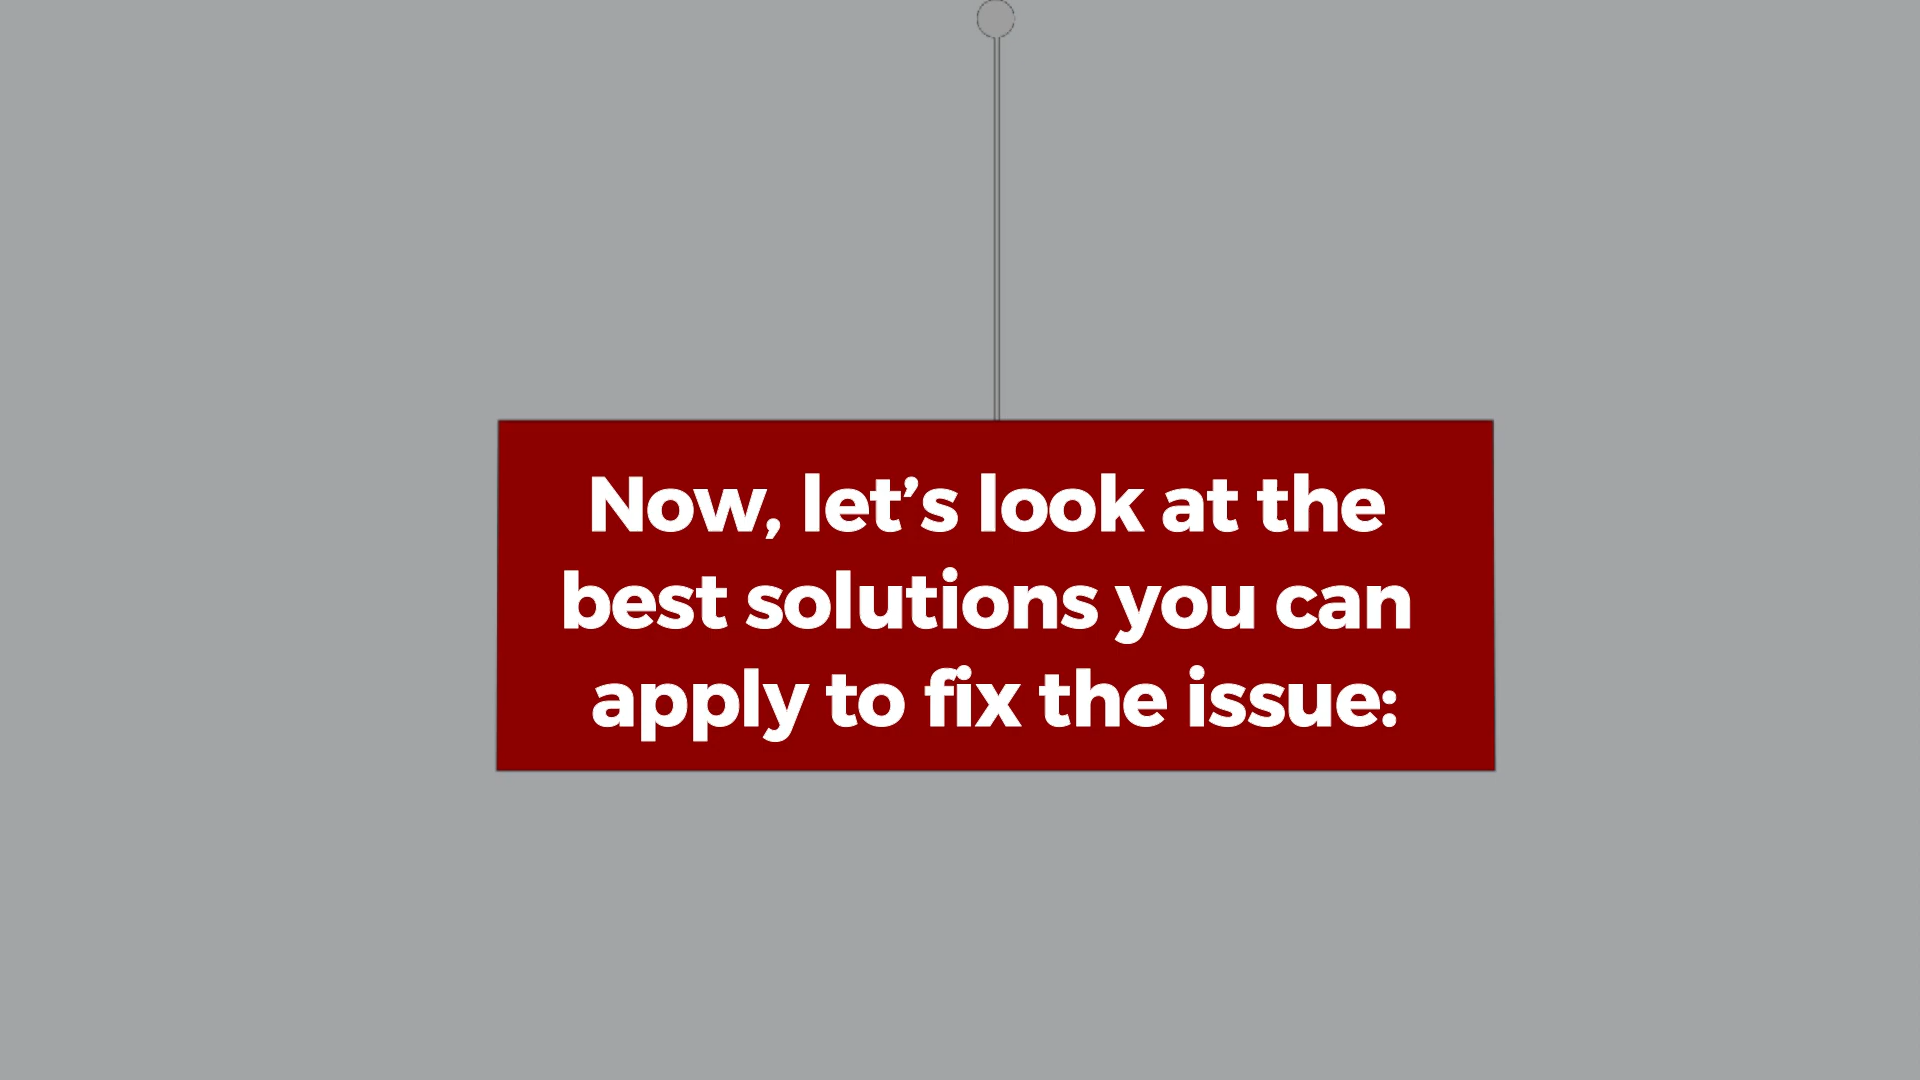 Now, let’s look at the
best solutions you can
apply to fix the issue: